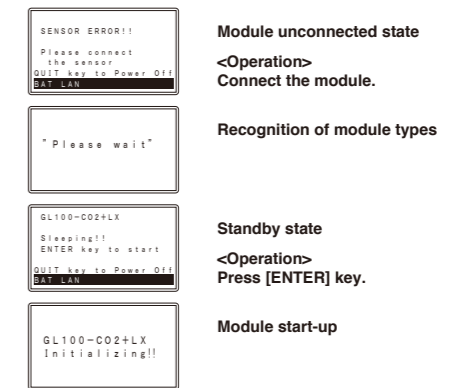 SENSOR ERROR!!
Please connect
the sensor
QUIT key to Power Off
BAT LAN
Module unconnected state
<Operation>
Connect the module.
"Please wait"
Recognition of module types
GL100-CO2+LX
Sleeping!!
ENTER key to start
QUIT key to Power Off
BAT LAN
Standby state
<Operation>
Press [ENTER] key.
GL100-CO2+LX
Initializing!!
Module start-up